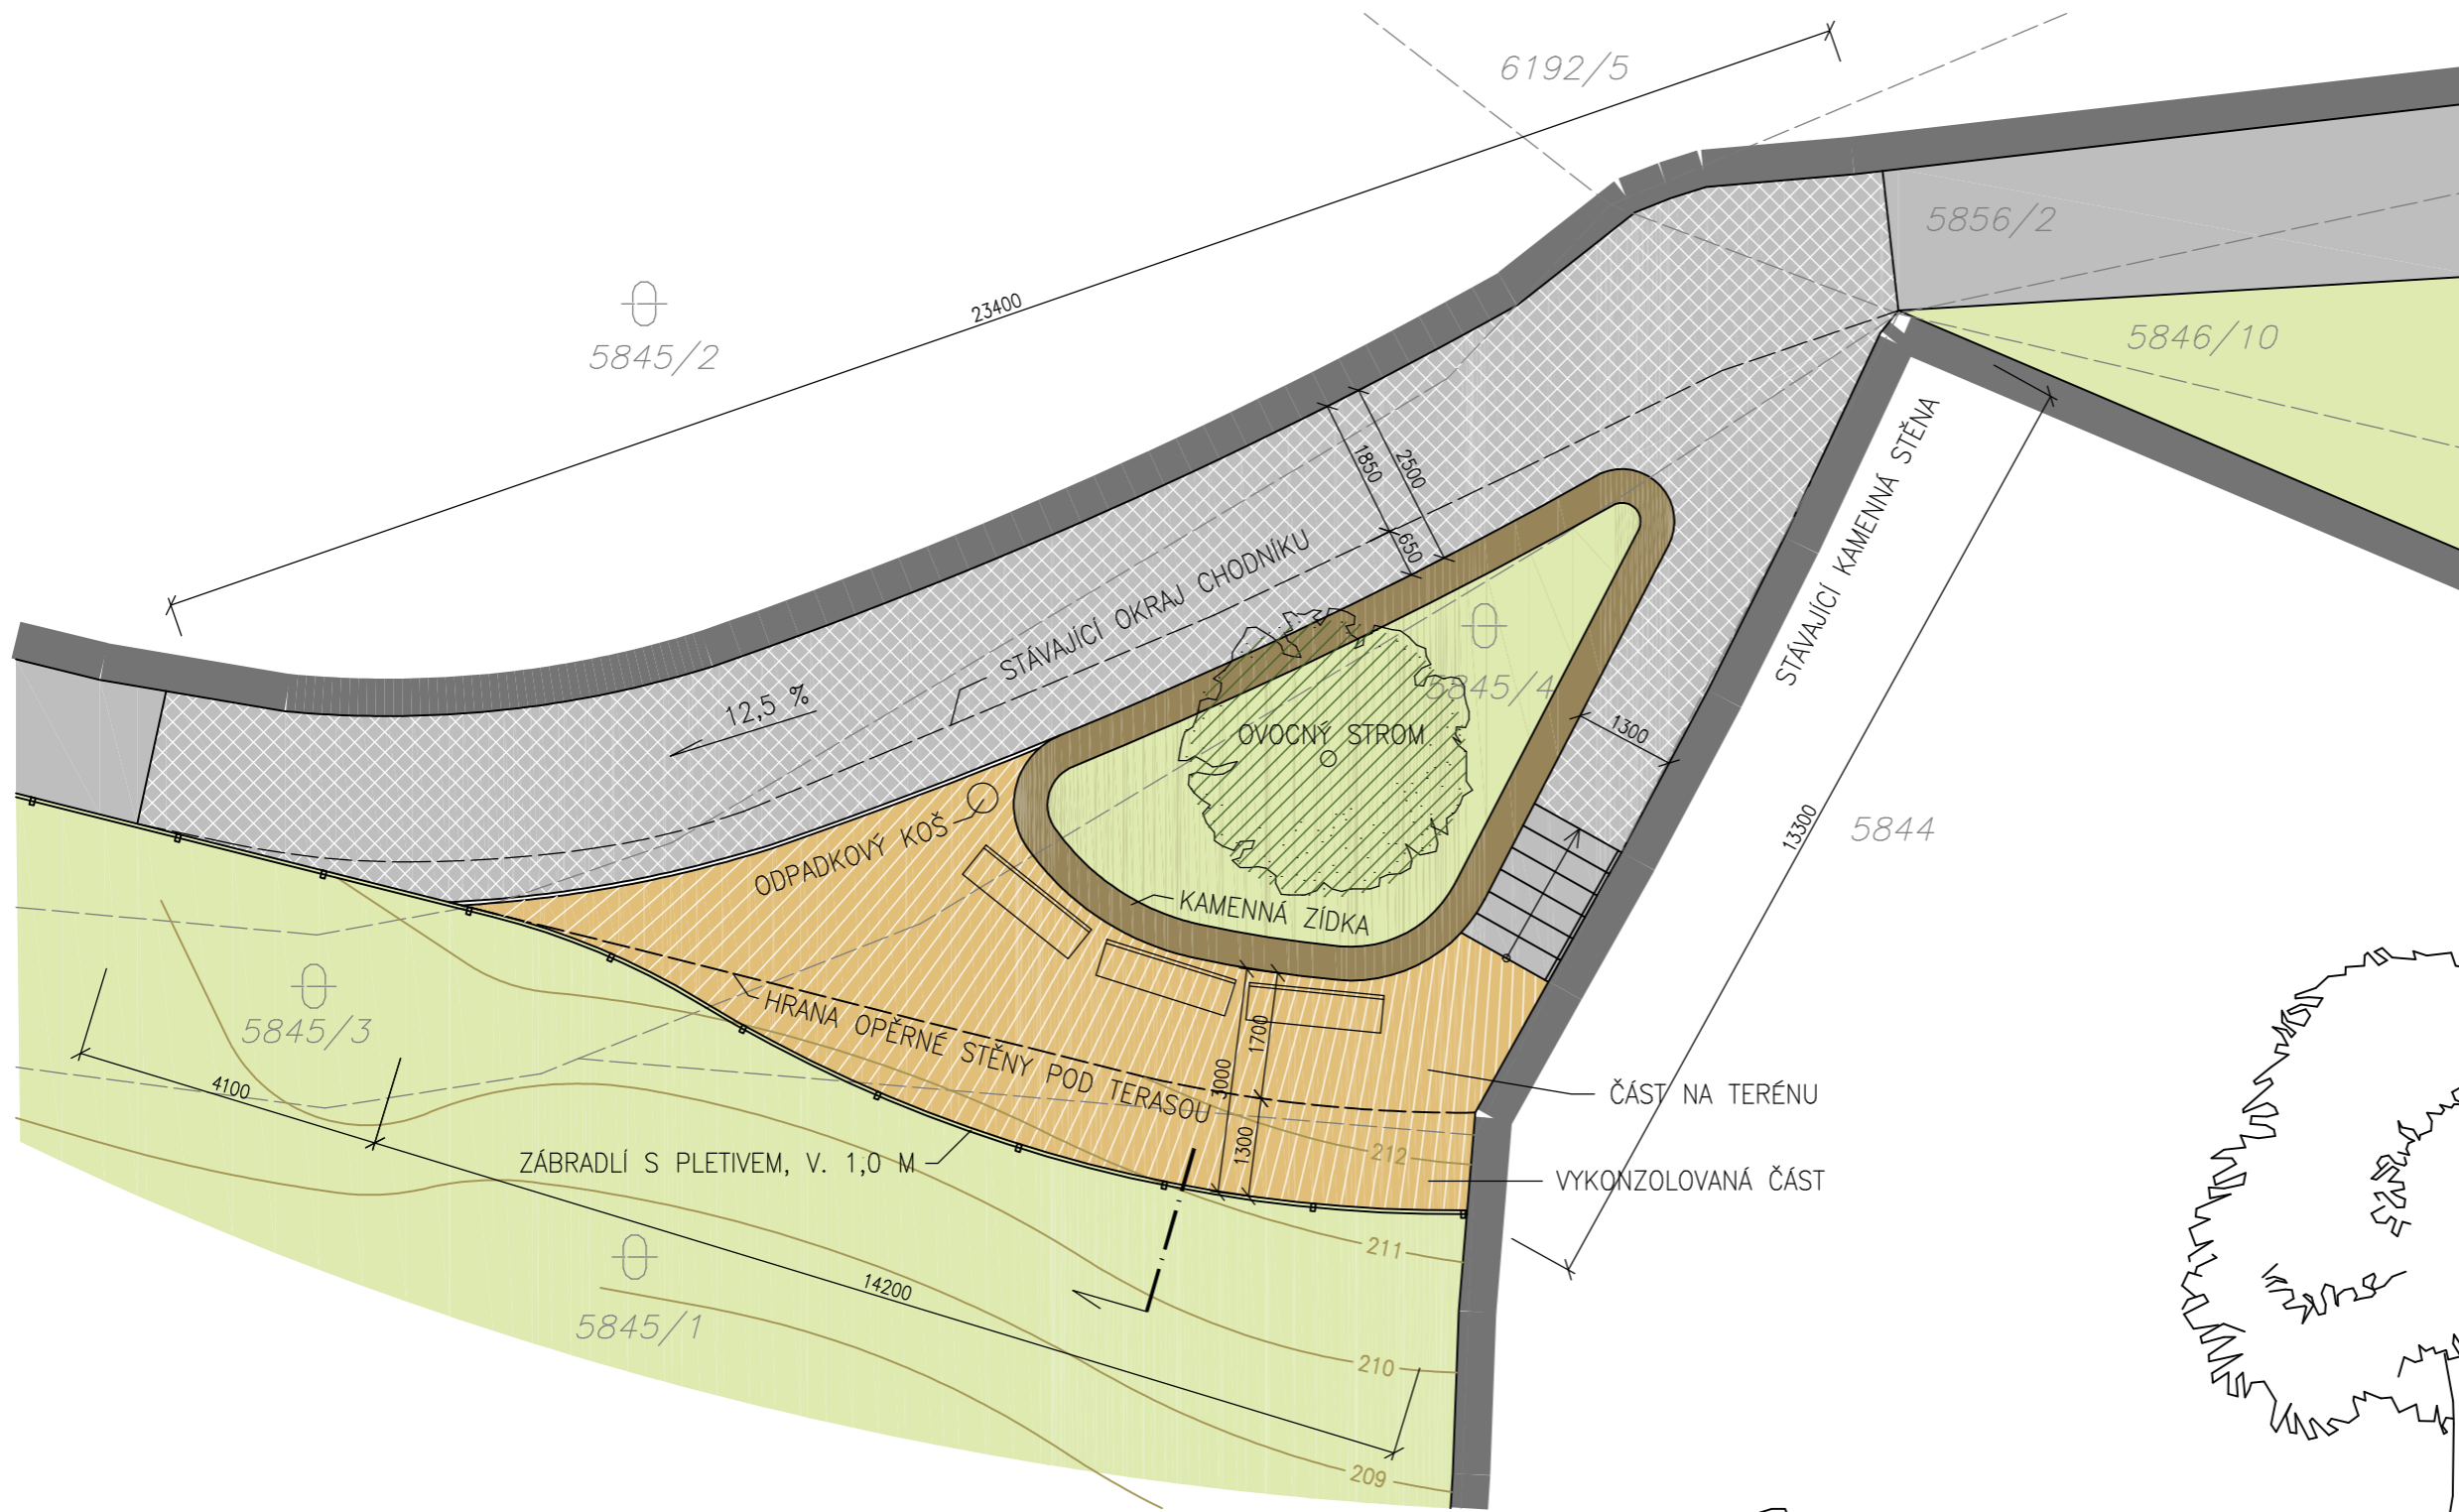 6192/5
5856/2
23400
5845/2
5846/10
1850
2500
650
STÁVAJÍCÍ KAMENNÁ STĚNA
STÁVAJÍCÍ OKRAJ CHODNÍKU
12,5 %
5845/4
OVOCNÝ STROM
1300
13300
5844
ODPADKOVÝ KOŠ
KAMENNÁ ZÍDKA
HRANA OPĚRNÉ STĚNY POD TERASOU
5845/3
4100
1700
3000
1300
ČÁST NA TERÉNU
ZÁBRADLÍ S PLETIVEM, V. 1,0 M
212
VYKONZOLOVANÁ ČÁST
211
14200
5845/1
210
209